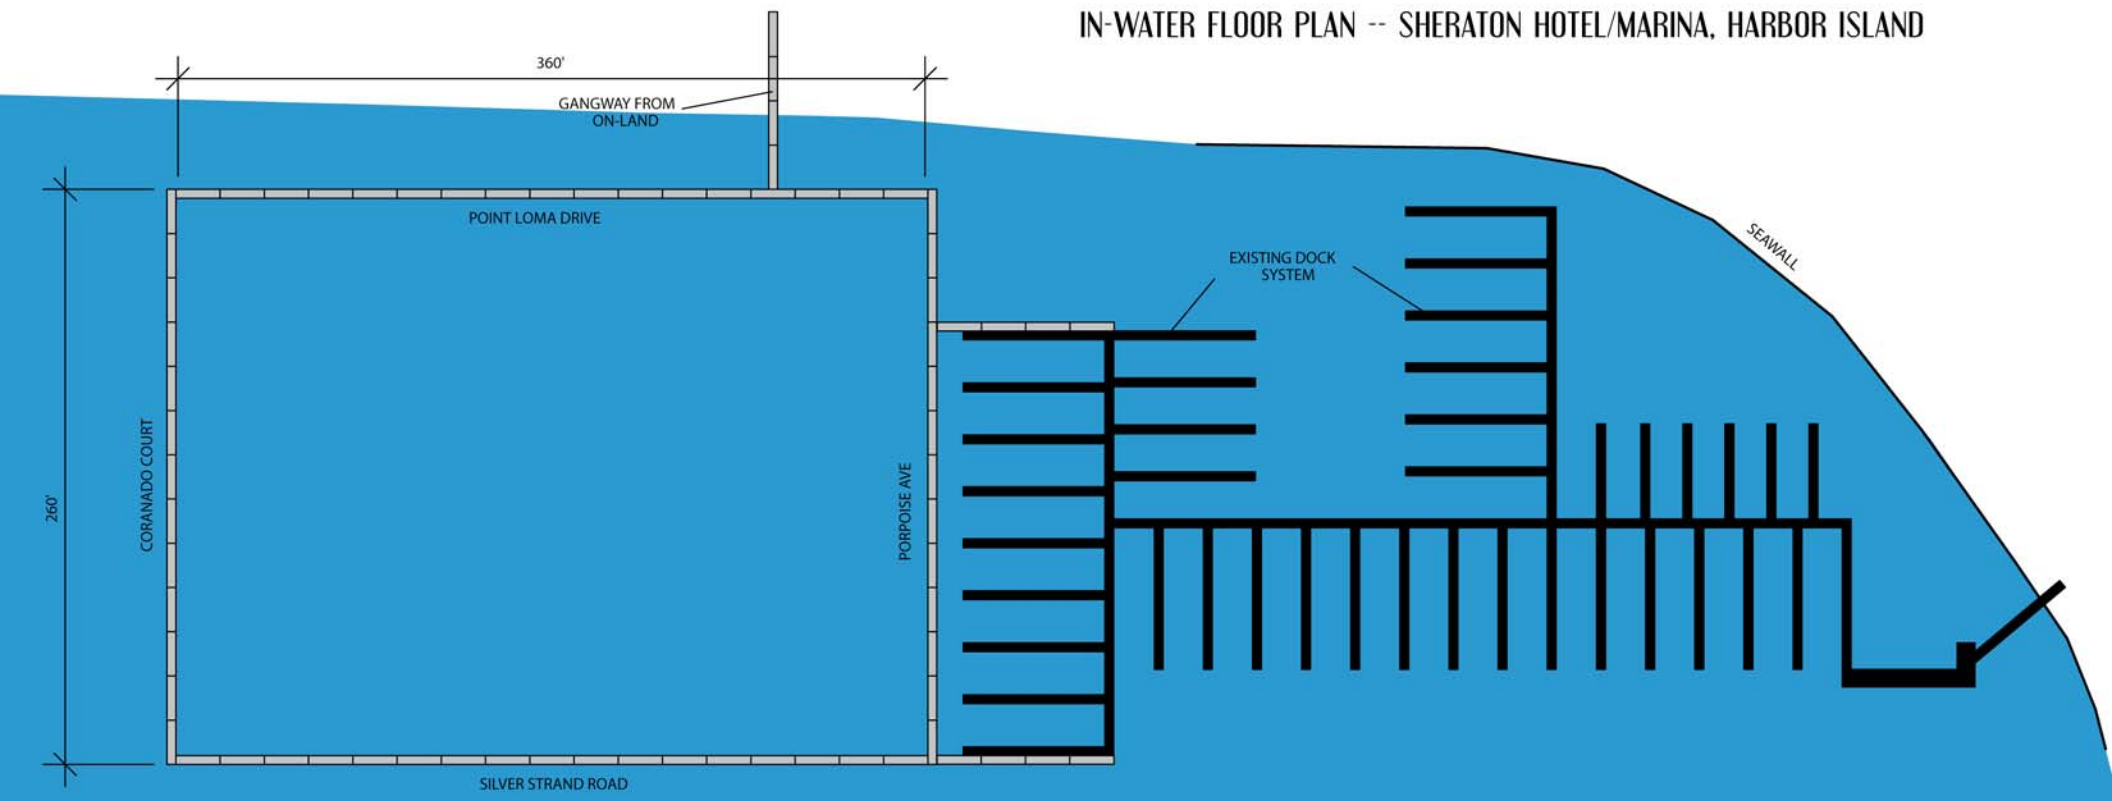 IN-WATER FLOOR PLAN -- SHERATON HOTEL/MARINA, HARBOR ISLAND
360'
GANGWAY FROM
ON-LAND
POINT LOMA DRIVE
SEAWALL
EXISTING DOCK
SYSTEM
CORANADO COURT
PORPOISE AVE
260'
SILVER STRAND ROAD